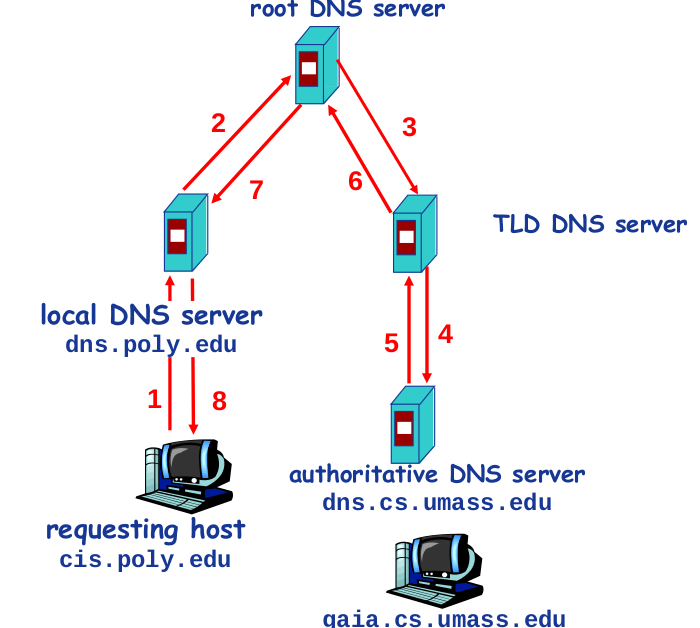 root DNS server
2
3
7
6
TLD DNS server
local DNS server
dns.poly.edu
5
4
1
8
authoritative DNS server
dns.cs.umass.edu
requesting host
cis.poly.edu
gaia.cs.umass.edu